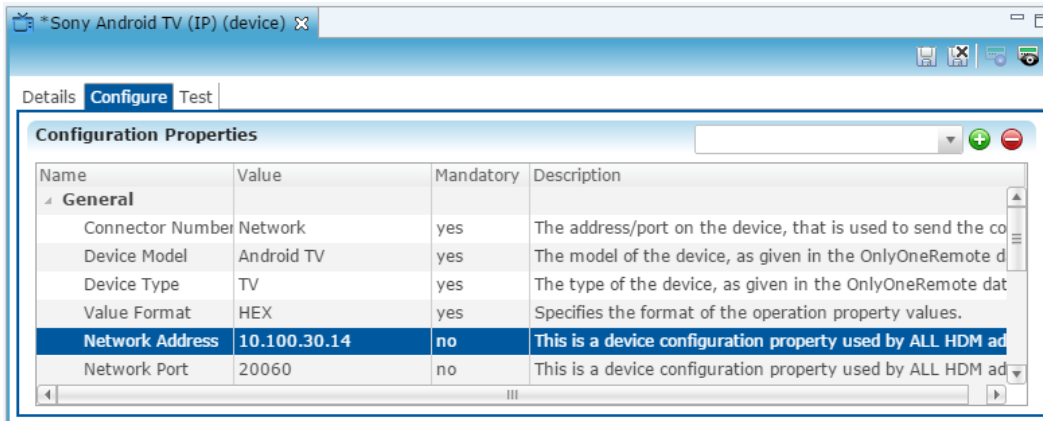 *Sony Android TV (IP) (device)
Details Configure Test
Configuration Properties
Name Value Mandatory Description
General
Connector Number Network yes The address/port on the device, that is used to send the co
Device Model Android TV yes The model of the device, as given in the OnlyOneRemote d
Device Type TV yes The type of the device, as given in the OnlyOneRemote dat
Value Format HEX yes Specifies the format of the operation property values.
Network Address 10.100.30.14 no This is a device configuration property used by ALL HDM ad
Network Port 20060 no This is a device configuration property used by ALL HDM ad